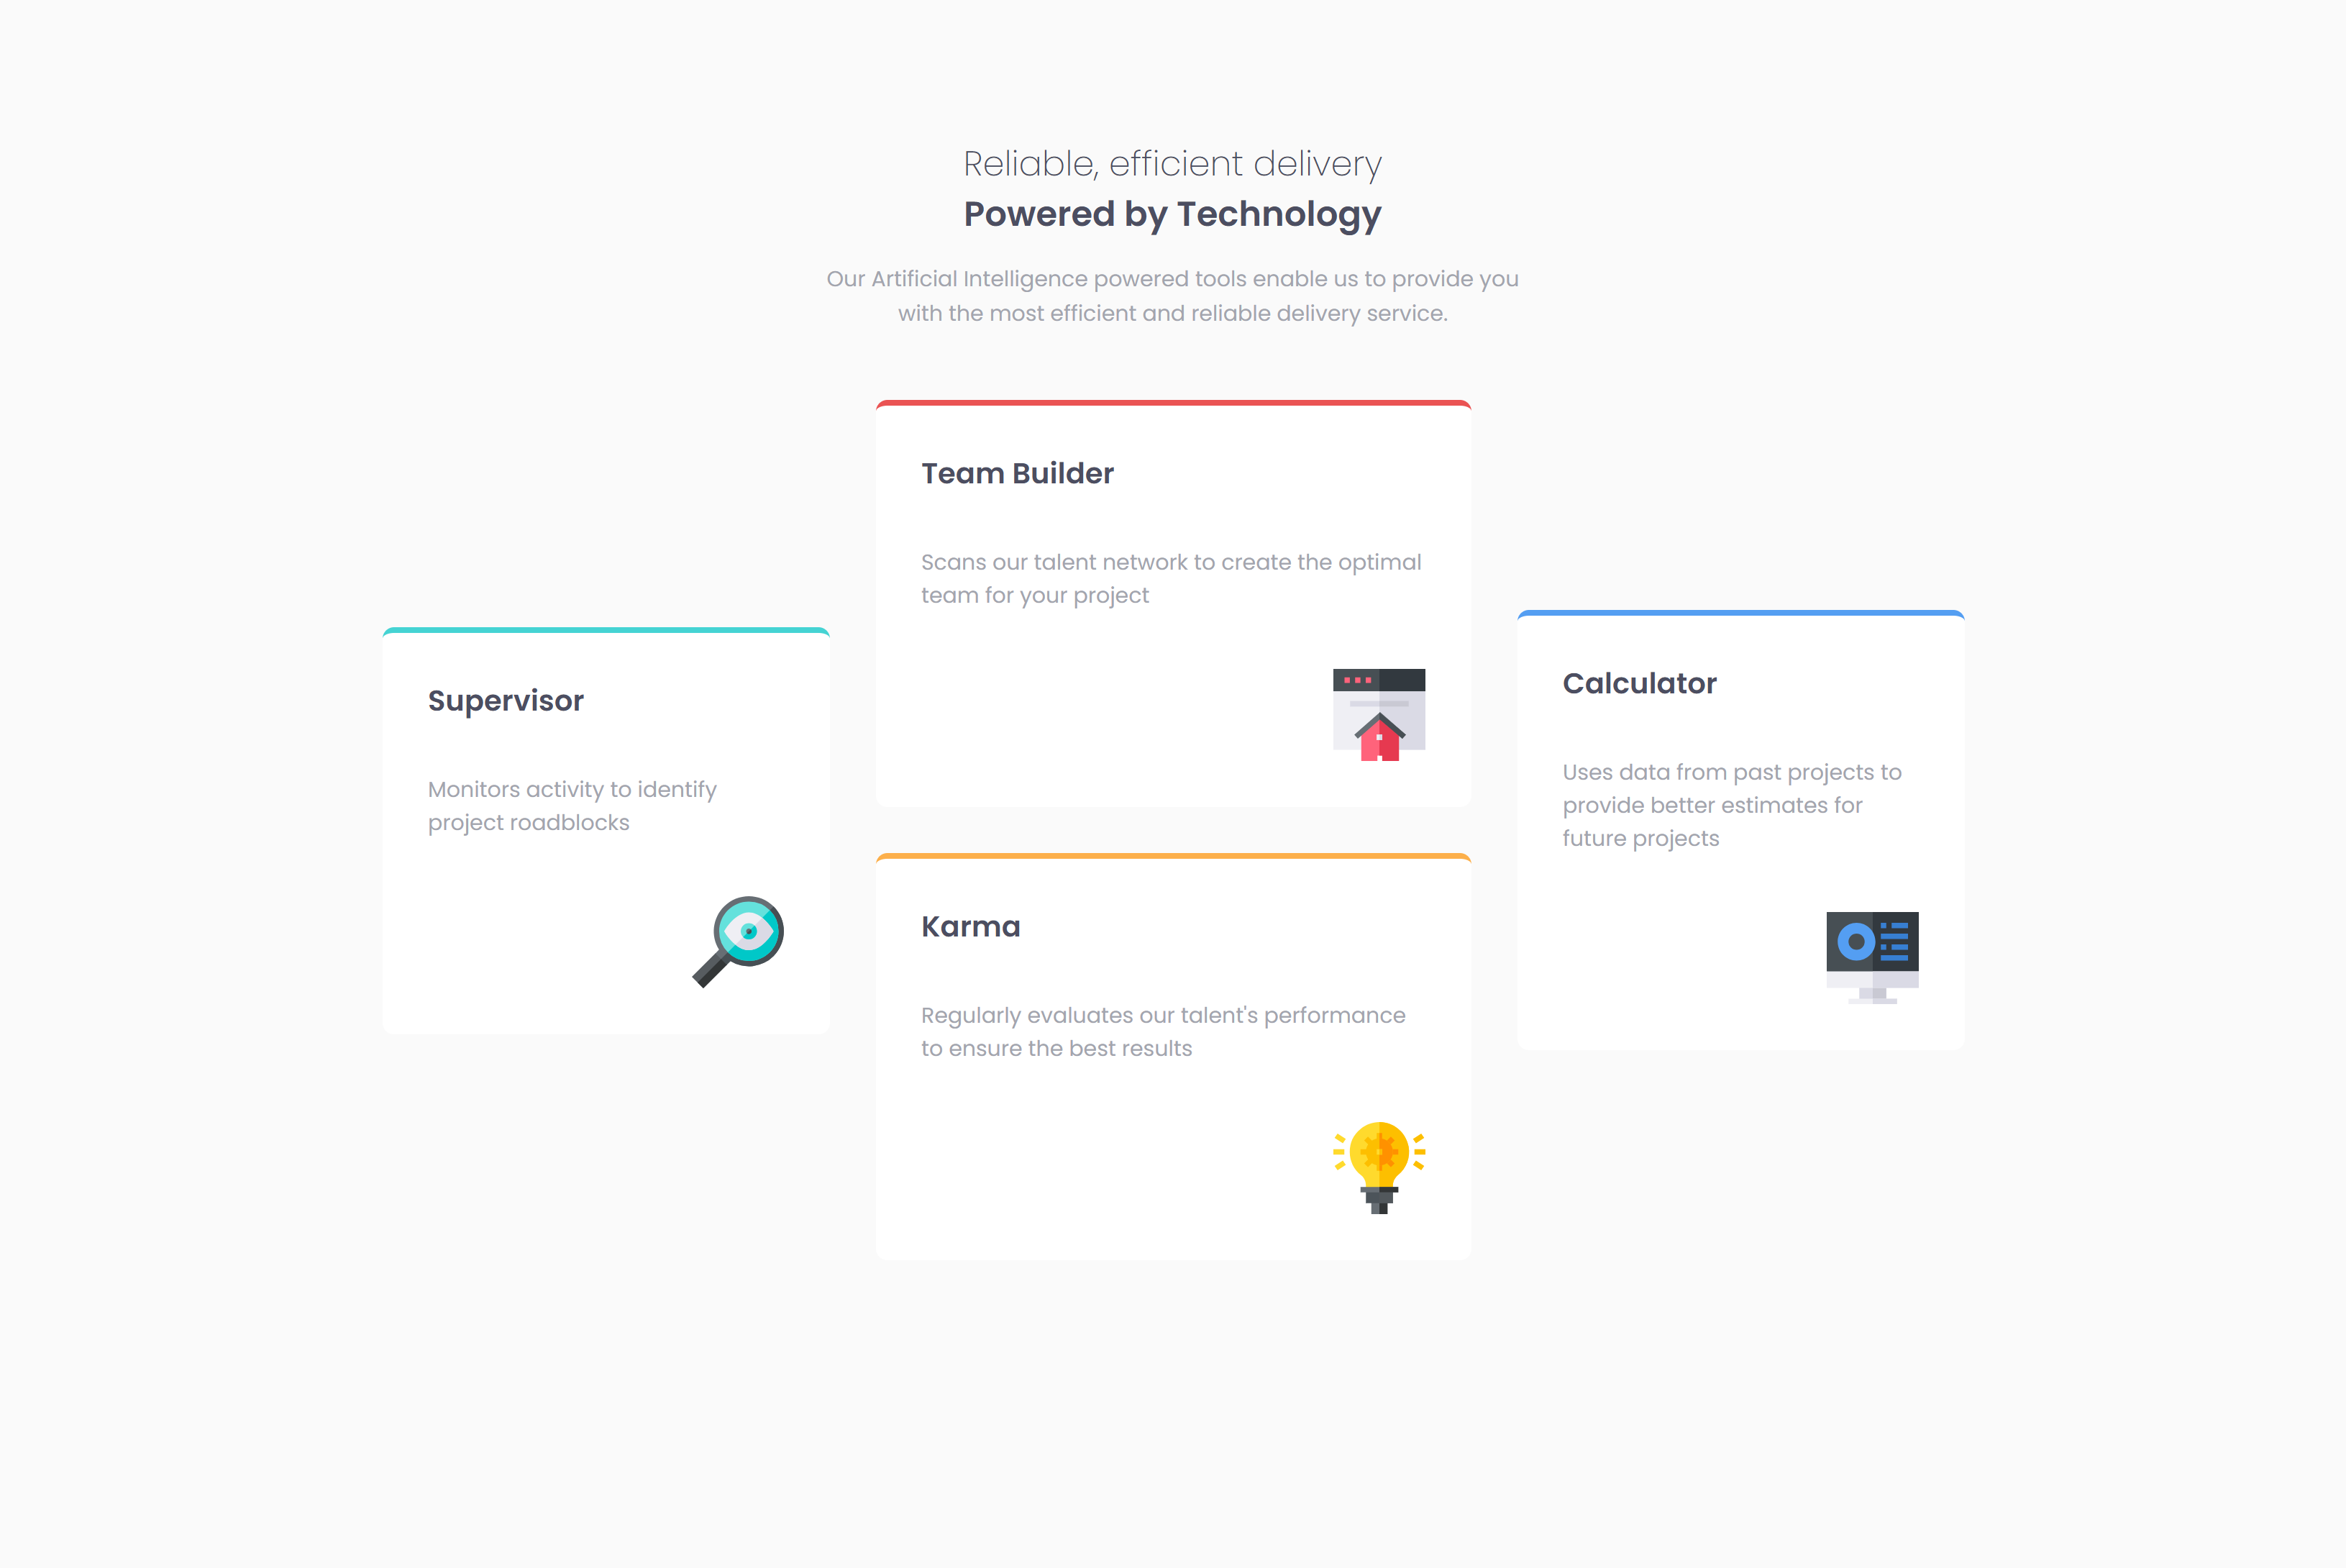 Reliable, efficient delivery
Powered by Technology
Our Artificial Intelligence powered tools enable us to provide you
with the most efficient and reliable delivery service.
Supervisor
Monitors activity to identify
project roadblocks
Team Builder
Scans our talent network to create the optimal
team for your project
Karma
Regularly evaluates our talent's performance
to ensure the best results
Calculator
Uses data from past projects to
provide better estimates for
future projects